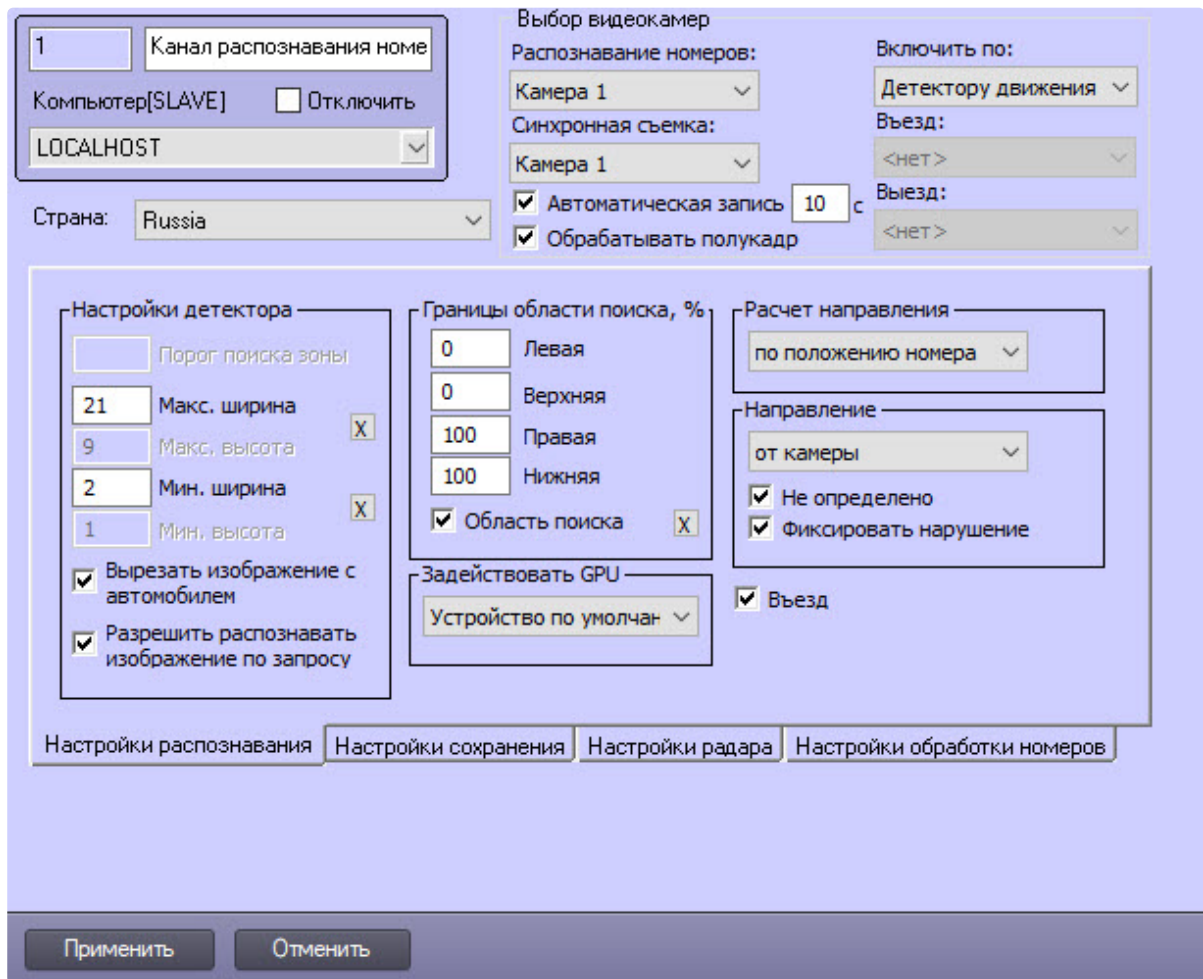 1
Канал распознавания номе
Компьютер[SLAVE]
Отключить
LOCALHOST
Страна:
Russia
Выбор видеокамер
Распознавание номеров:
Камера 1
Синхронная съемка:
Камера 1
Автоматическая запись 10 с
Обрабатывать полукадр
Включить по:
Детектору движения
Въезд:
<нет>
Выезд:
<нет>
Настройки детектора
Порог поиска зоны
21 Макс. ширина
X
9 Макс. высота
2 Мин. ширина
X
1 Мин. высота
Вырезать изображение с
автомобилем
Разрешить распознавать
изображение по запросу
Границы области поиска, %
0 Левая
0 Верхняя
100 Правая
100 Нижняя
Область поиска X
Задействовать GPU
Устройство по умолчан
Расчет направления
по положению номера
Направление
от камеры
Не определено
Фиксировать нарушение
Въезд
Настройки распознавания
Настройки сохранения
Настройки радара
Настройки обработки номеров
Применить
Отменить